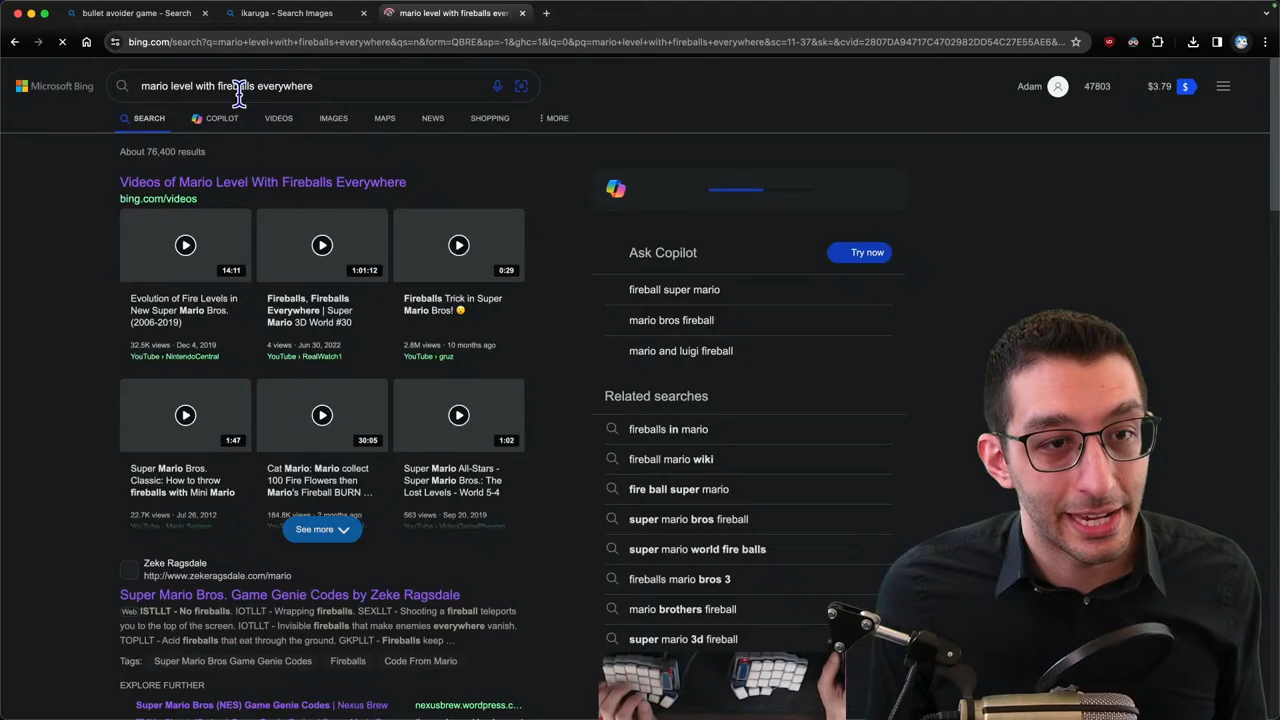 bullet avoider game - Search
ikaruga - Search Images
mario level with fireballs ever
bing.com/search?q=mario+level+with+fireballs+everywhere&qs=n&form=QBRE&sp=-1&ghc=1&lq=0&pq=mario+level+with+fireballs+everywhere&sc=11-37&sk=&cvid=2807DA94717C4702982DD54C27E55AE6&...
Microsoft Bing
mario level with fireballs everywhere
Adam
47803
$3.79
$
SEARCH
COPILOT
VIDEOS
IMAGES
MAPS
NEWS
SHOPPING
MORE
About 76,400 results
Videos of Mario Level With Fireballs Everywhere
bing.com/videos
14:11
1:01:12
0:29
Evolution of Fire Levels in
New Super Mario Bros.
(2006-2019)
32.5K views · Dec 4, 2019
YouTube › NintendoCentral
Fireballs, Fireballs
Everywhere | Super
Mario 3D World #30
4 views · Jun 30, 2022
YouTube › RealWatch1
Fireballs Trick in Super
Mario Bros! 😮
2.8M views · 10 months ago
YouTube › gruz
1:47
30:05
1:02
Super Mario Bros.
Classic: How to throw
fireballs with Mini Mario
22.7K views · Jul 26, 2012
Cat Mario: Mario collect
100 Fire Flowers then
Mario's Fireball BURN ...
184.8K views · 2 months ago
Super Mario All-Stars -
Super Mario Bros.: The
Lost Levels - World 5-4
563 views · Sep 20, 2019
See more
Zeke Ragsdale
http://www.zekeragsdale.com/mario
Super Mario Bros. Game Genie Codes by Zeke Ragsdale
Web ISTLLT - No fireballs. IOTLLT - Wrapping fireballs. SEXLLT - Shooting a fireball teleports
you to the top of the screen. IOTLLT - Invisible fireballs that make enemies everywhere vanish.
TOPLLT - Acid fireballs that eat through the ground. GKPLLT - Fireballs keep ...
Tags: Super Mario Bros Game Genie Codes Fireballs Code From Mario
EXPLORE FURTHER
Super Mario Bros (NES) Game Genie Codes | Nexus Brew
nexusbrew.wordpress.c...
Ask Copilot
Try now
fireball super mario
mario bros fireball
mario and luigi fireball
Related searches
fireballs in mario
fireball mario wiki
fire ball super mario
super mario bros fireball
super mario world fire balls
fireballs mario bros 3
mario brothers fireball
super mario 3d fireball